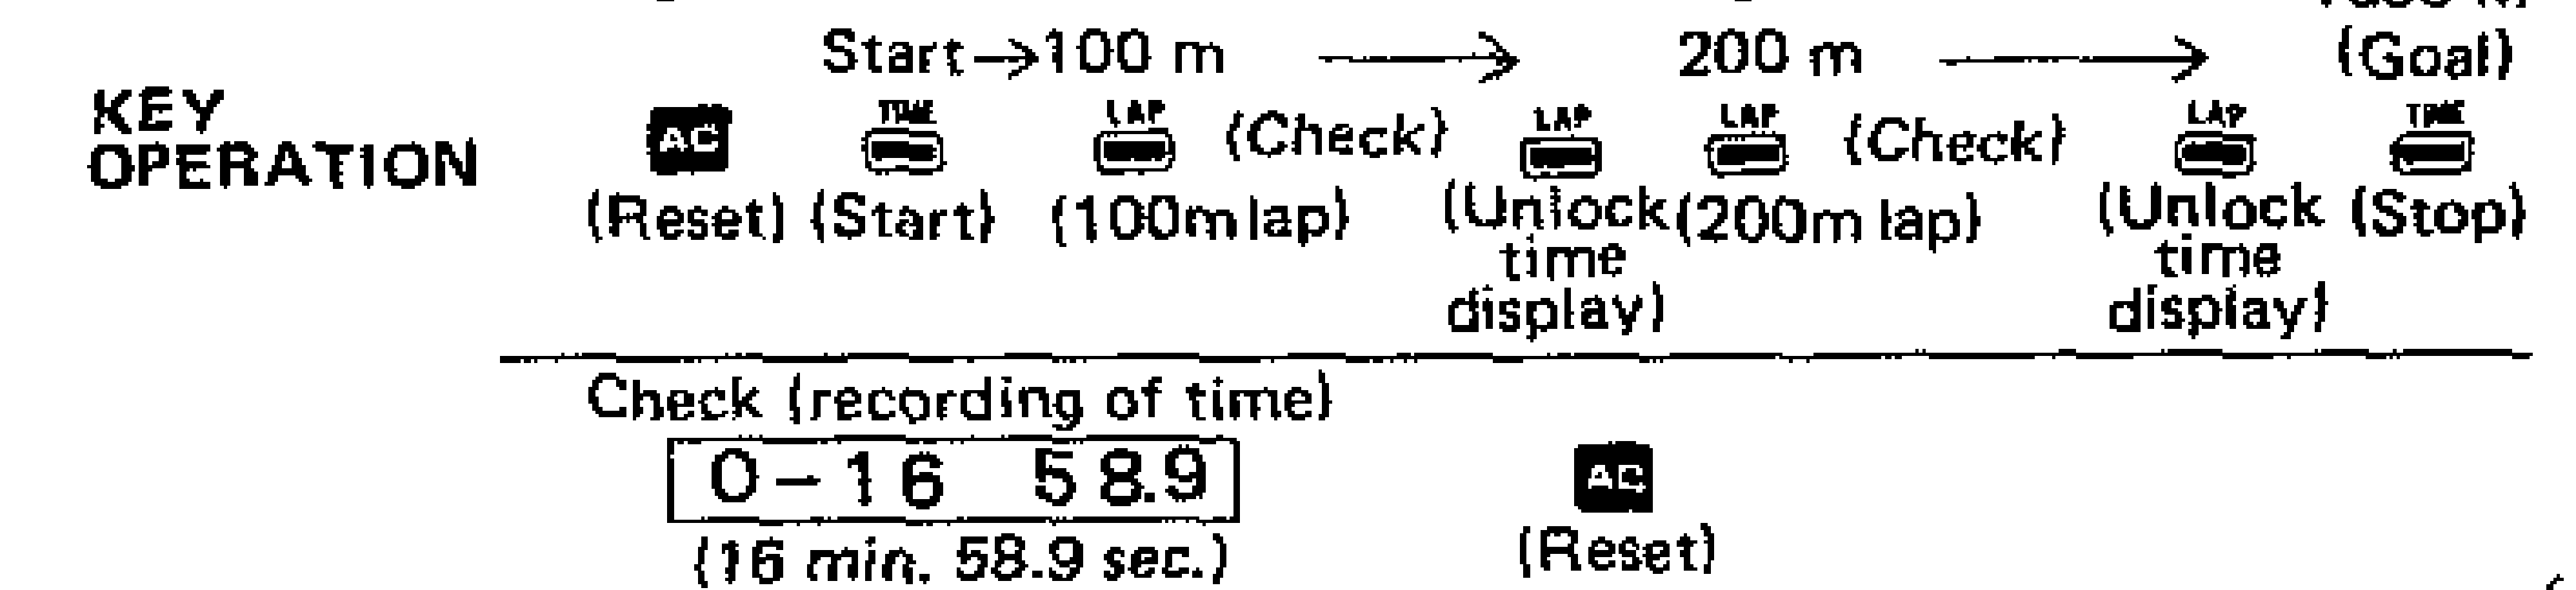 Start→100 m ⟶ 200 m ⟶ (Goal)
KEY OPERATION
TIME LAP LAP LAP LAP TIME
AC (Check) (Check)
(Reset) (Start) (100m lap) (Unlock time display) (200m lap) (Unlock time display) (Stop)
Check (recording of time)
0–16 58.9 AC
(16 min. 58.9 sec.) (Reset)